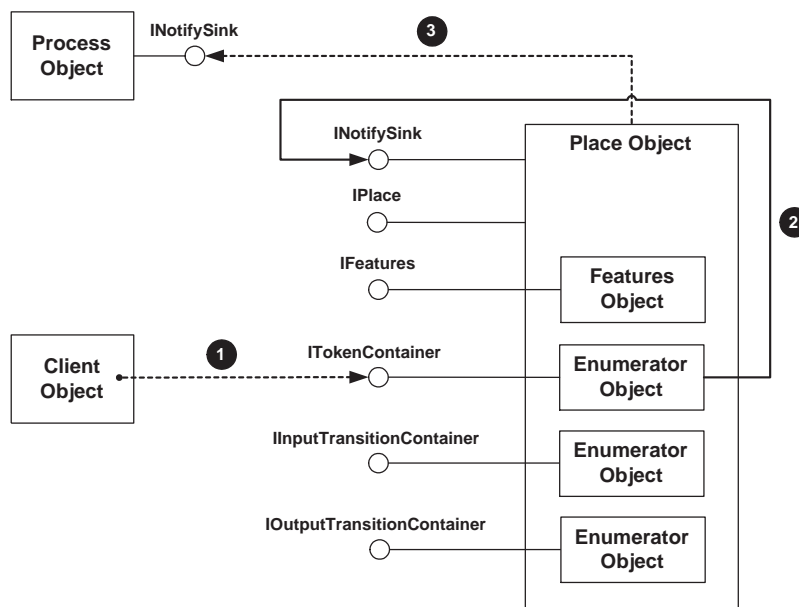 Process
Object
INotifySink
3
INotifySink
Place Object
IPlace
2
IFeatures
Features
Object
Client
Object
1
ITokenContainer
Enumerator
Object
IInputTransitionContainer
Enumerator
Object
IOutputTransitionContainer
Enumerator
Object